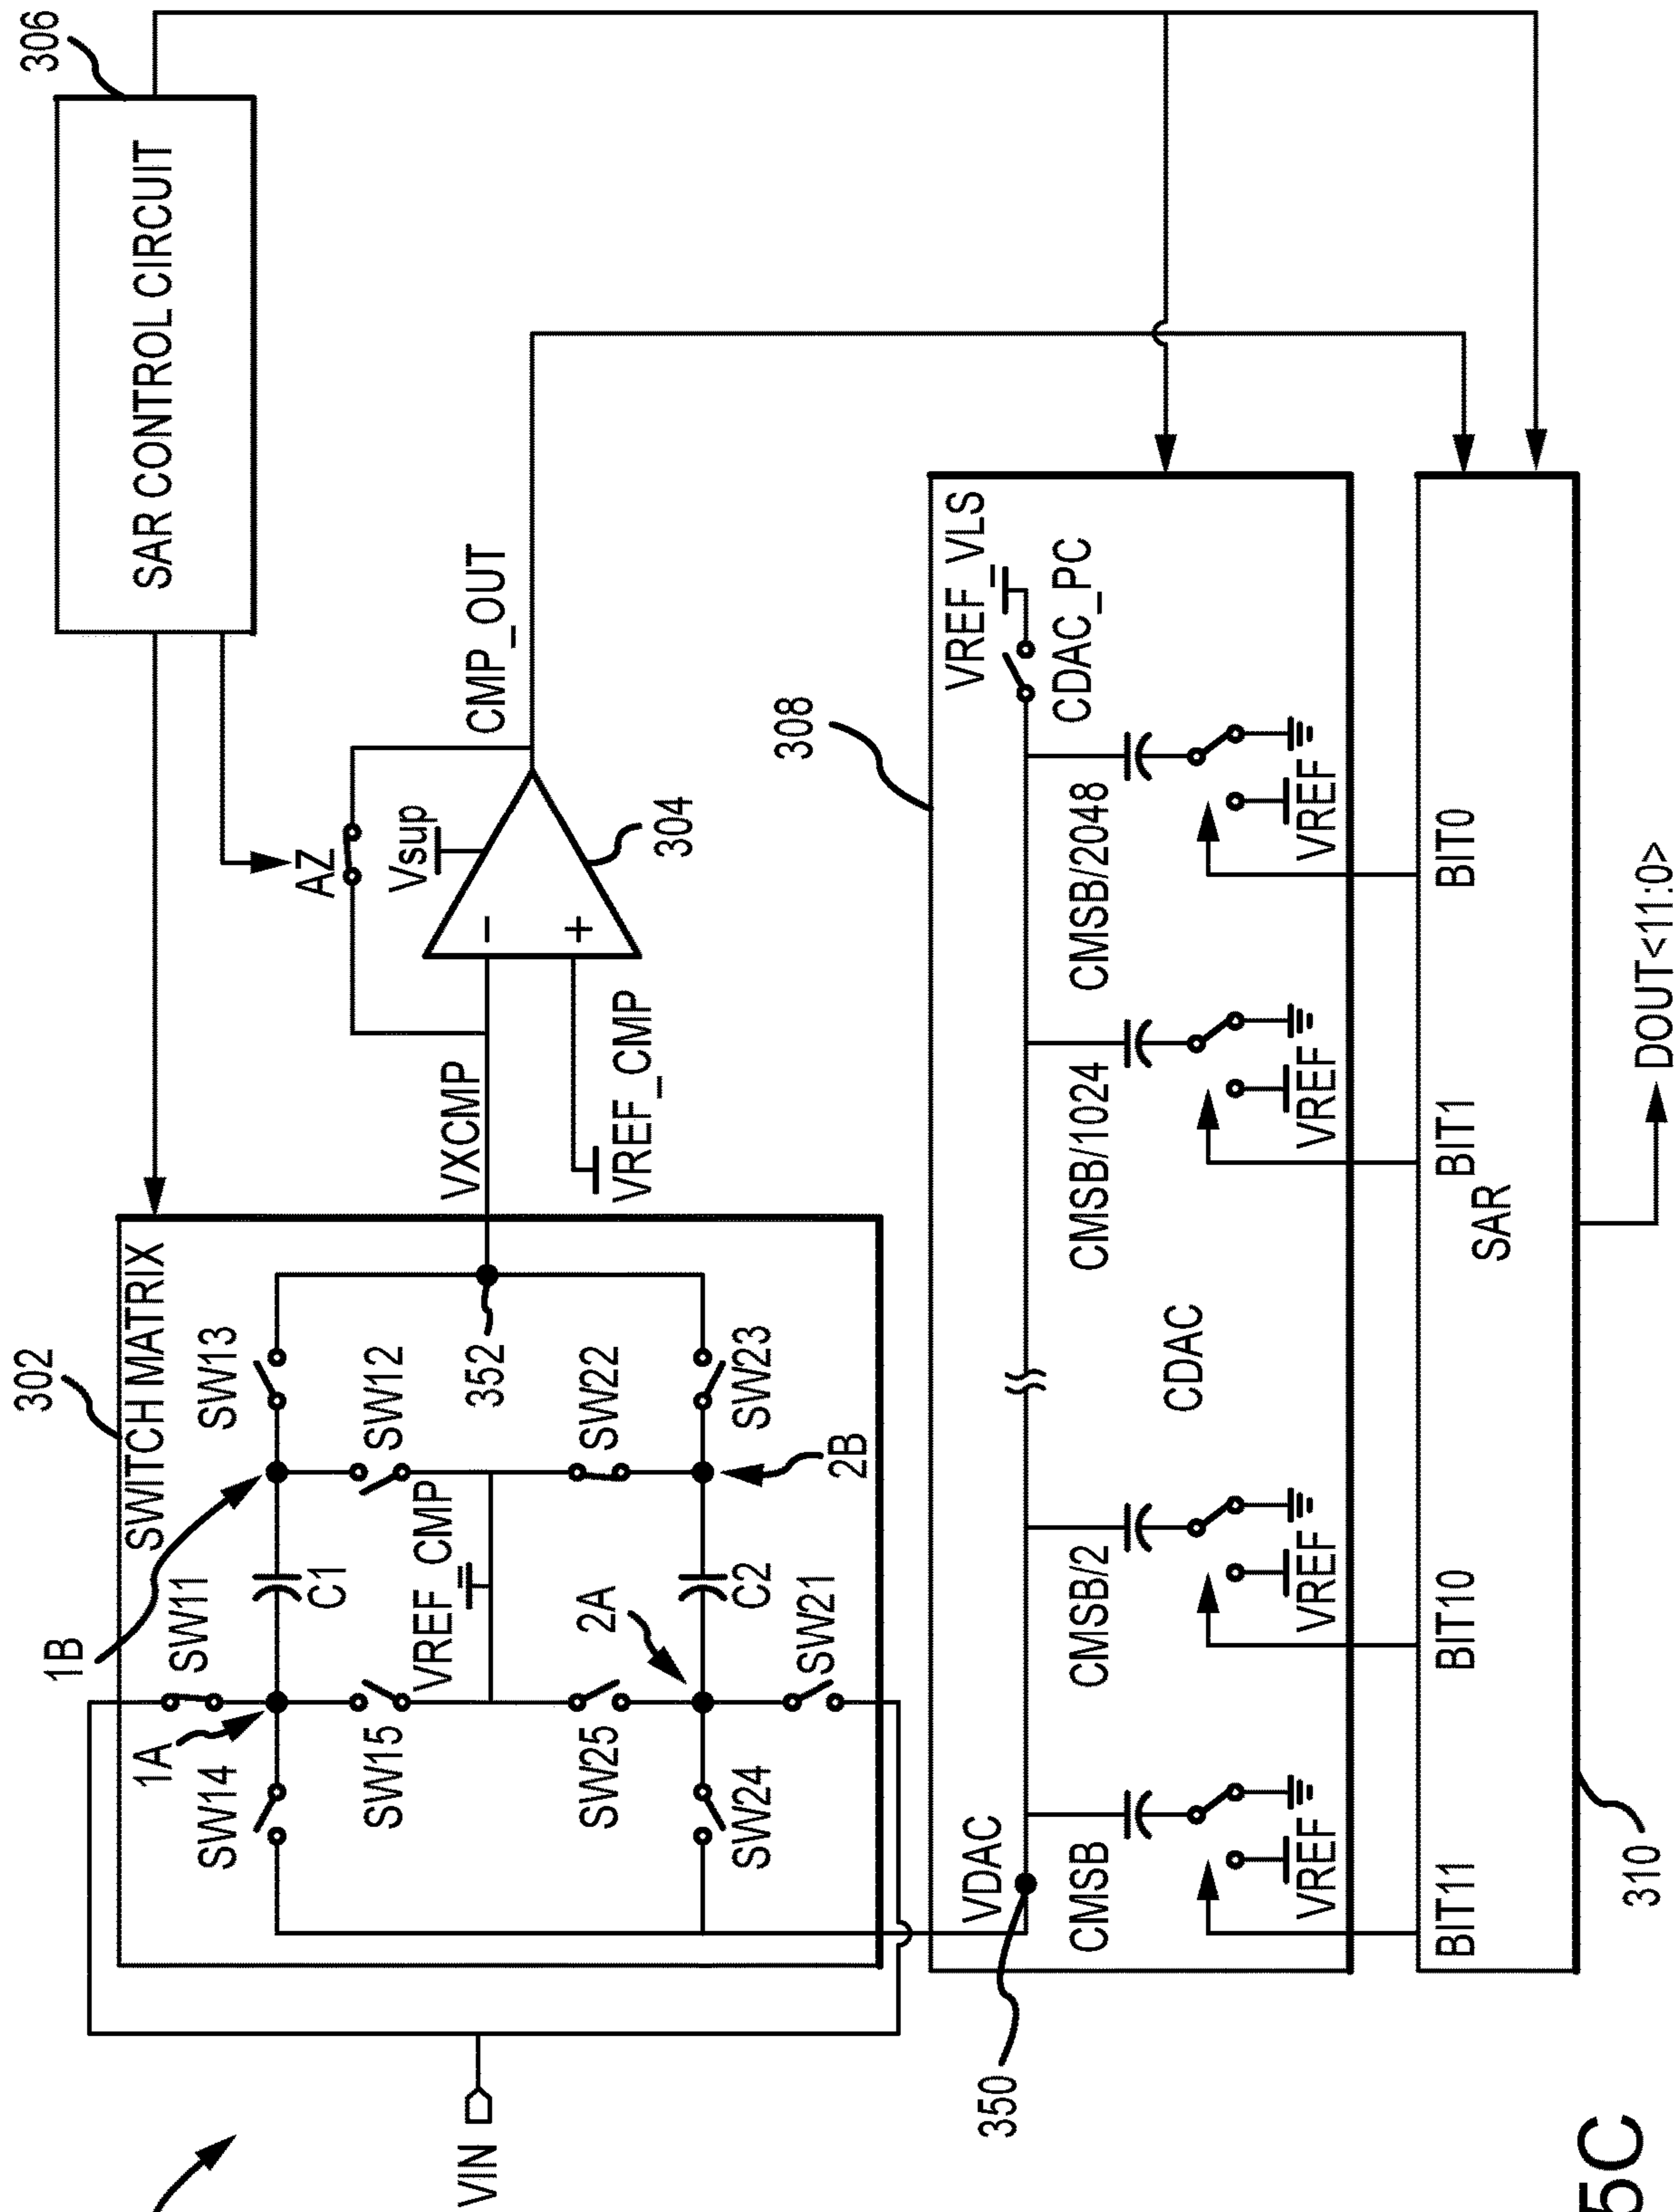 306
SAR CONTROL CIRCUIT
302
SWITCH MATRIX
1B
SW11
SW13
1A
C1
SW14
SW12
SW15
VREF_CMP
352
SW22
SW25
2A
SW23
SW24
C2
2B
SW21
VIN
VXCMP
VREF_CMP
AZ
Vsup
−
+
CMP_OUT
304
308
VREF_VLS
VDAC
CDAC_PC
350
CMSB
CMSB/2
CMSB/1024
CMSB/2048
CDAC
VREF
VREF
VREF
VREF
BIT11
BIT10
BIT1
BIT0
SAR
310
DOUT<11:0>
5C